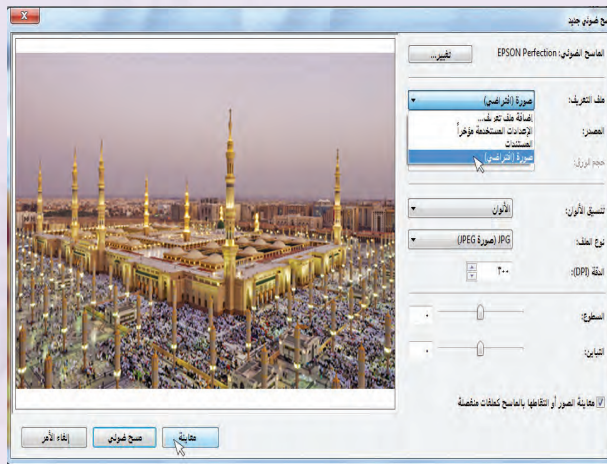 سح ضوئي جديد
الماسح الضوئي: EPSON Perfection
تغيير...
ملف التعريف:
صورة (افتراضي)
إضافة ملف تعريف...
الإعدادات المستخدمة مؤخراً
المستندات
صورة (افتراضي)
المصدر:
حجم الورق:
تنسيق الألوان:
الألوان
نوع الملف:
JPG (صورة JPEG)
الدقة (DPI):
٣٠٠
السطوع:
٠
التباين:
٠
معاينة الصور أو التقاطها بالماسح كملفات منفصلة
معاينة
مسح ضوئي
إلغاء الأمر